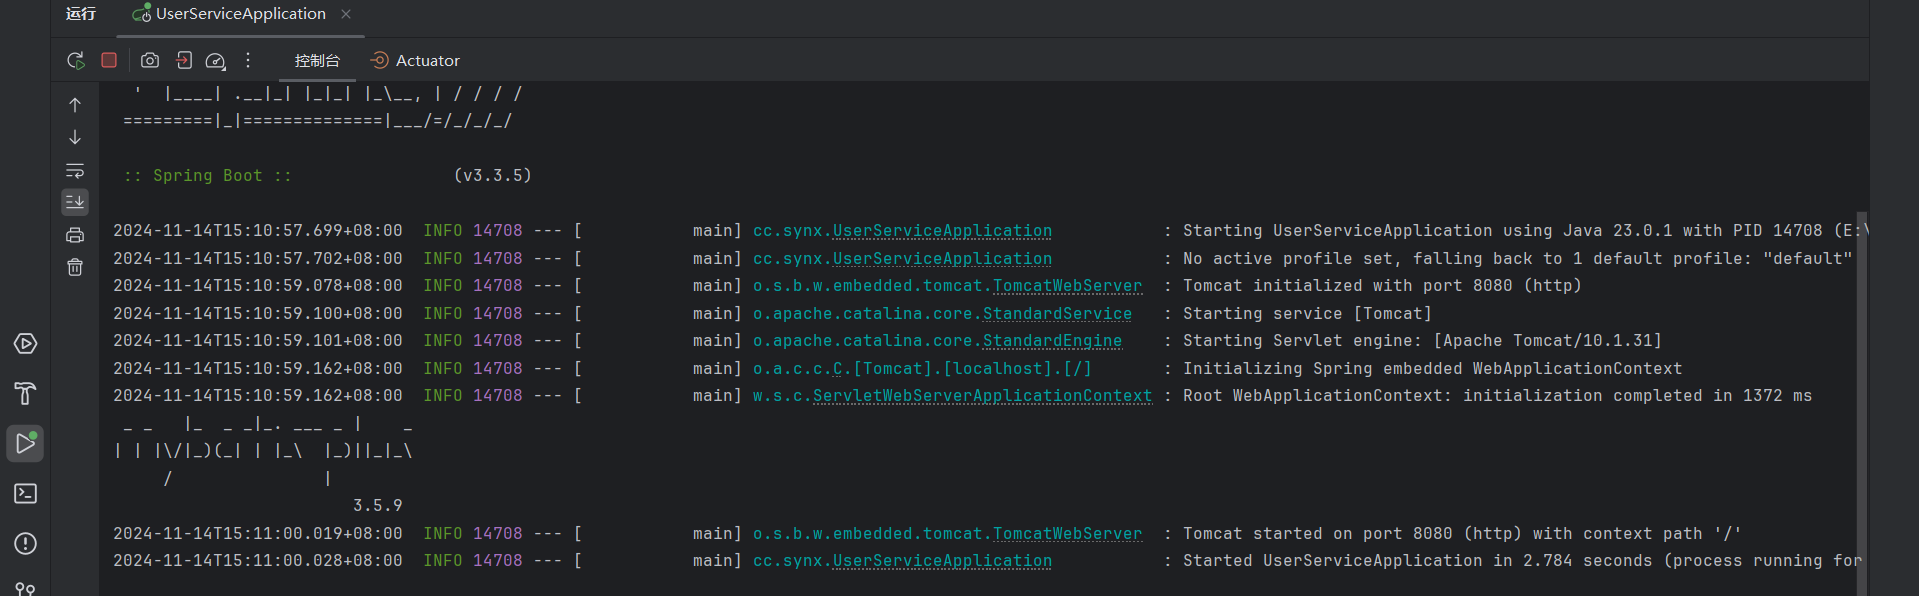 运行 UserServiceApplication
控制台 Actuator
'  |____| .__|_| |_|_| |_\__, | / / / /
=========|_|==============|___/=/_/_/_/
:: Spring Boot ::                (v3.3.5)
2024-11-14T15:10:57.699+08:00  INFO 14708 --- [           main] cc.synx.UserServiceApplication           : Starting UserServiceApplication using Java 23.0.1 with PID 14708 (E:\
2024-11-14T15:10:57.702+08:00  INFO 14708 --- [           main] cc.synx.UserServiceApplication           : No active profile set, falling back to 1 default profile: "default"
2024-11-14T15:10:59.078+08:00  INFO 14708 --- [           main] o.s.b.w.embedded.tomcat.TomcatWebServer  : Tomcat initialized with port 8080 (http)
2024-11-14T15:10:59.100+08:00  INFO 14708 --- [           main] o.apache.catalina.core.StandardService   : Starting service [Tomcat]
2024-11-14T15:10:59.101+08:00  INFO 14708 --- [           main] o.apache.catalina.core.StandardEngine    : Starting Servlet engine: [Apache Tomcat/10.1.31]
2024-11-14T15:10:59.162+08:00  INFO 14708 --- [           main] o.a.c.c.C.[Tomcat].[localhost].[/]       : Initializing Spring embedded WebApplicationContext
2024-11-14T15:10:59.162+08:00  INFO 14708 --- [           main] w.s.c.ServletWebServerApplicationContext : Root WebApplicationContext: initialization completed in 1372 ms
 _ _   |_  _ _|_. ___ _ |    _
| | |\/|_)(_| | |_\  |_)||_|_\
     /               |
                        3.5.9
2024-11-14T15:11:00.019+08:00  INFO 14708 --- [           main] o.s.b.w.embedded.tomcat.TomcatWebServer  : Tomcat started on port 8080 (http) with context path '/'
2024-11-14T15:11:00.028+08:00  INFO 14708 --- [           main] cc.synx.UserServiceApplication           : Started UserServiceApplication in 2.784 seconds (process running for